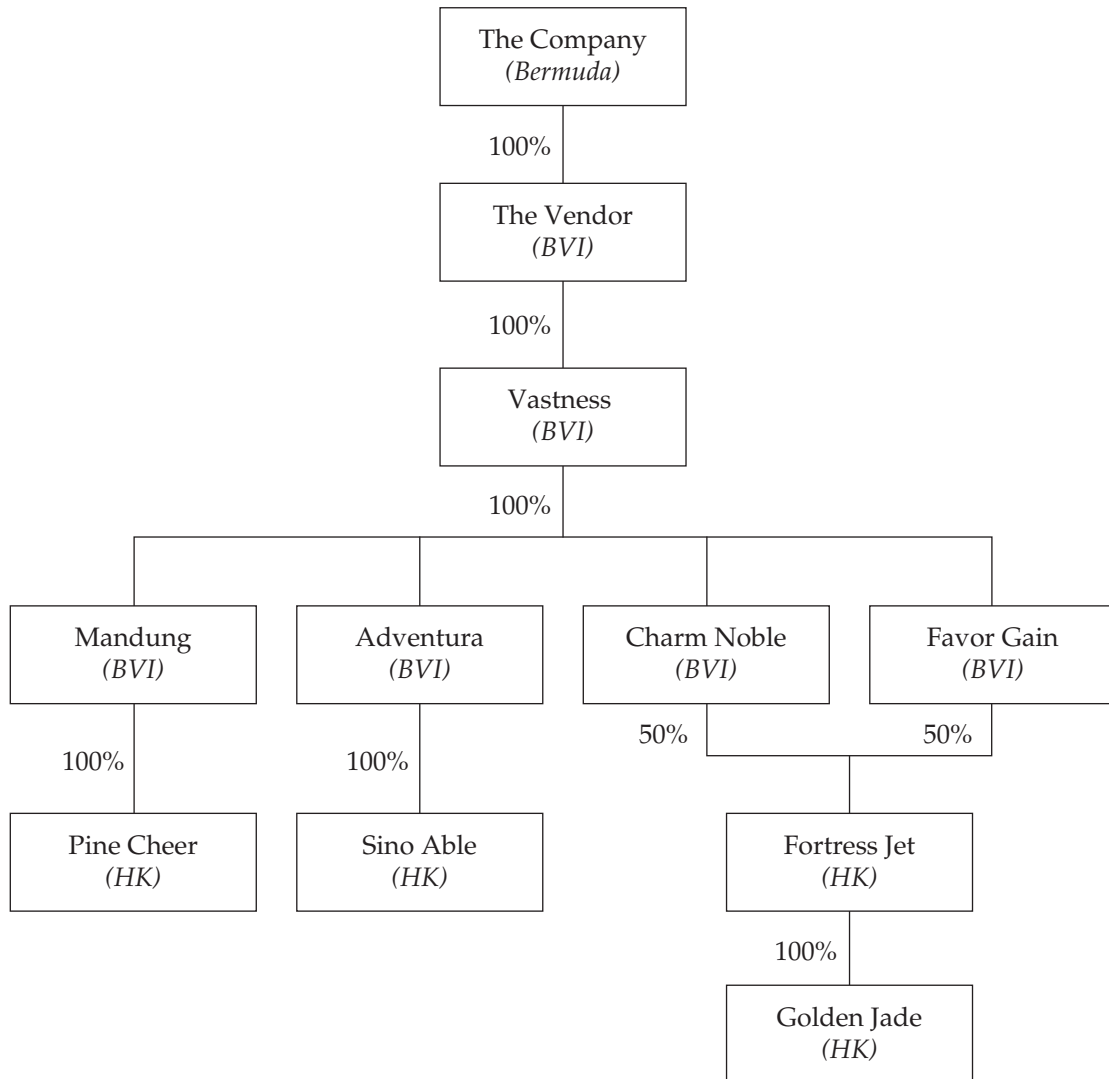 The Company
(Bermuda)
100%
The Vendor
(BVI)
100%
Vastness
(BVI)
100%
Mandung
(BVI)
Adventura
(BVI)
Charm Noble
(BVI)
Favor Gain
(BVI)
100%
100%
50%
50%
Pine Cheer
(HK)
Sino Able
(HK)
Fortress Jet
(HK)
100%
Golden Jade
(HK)